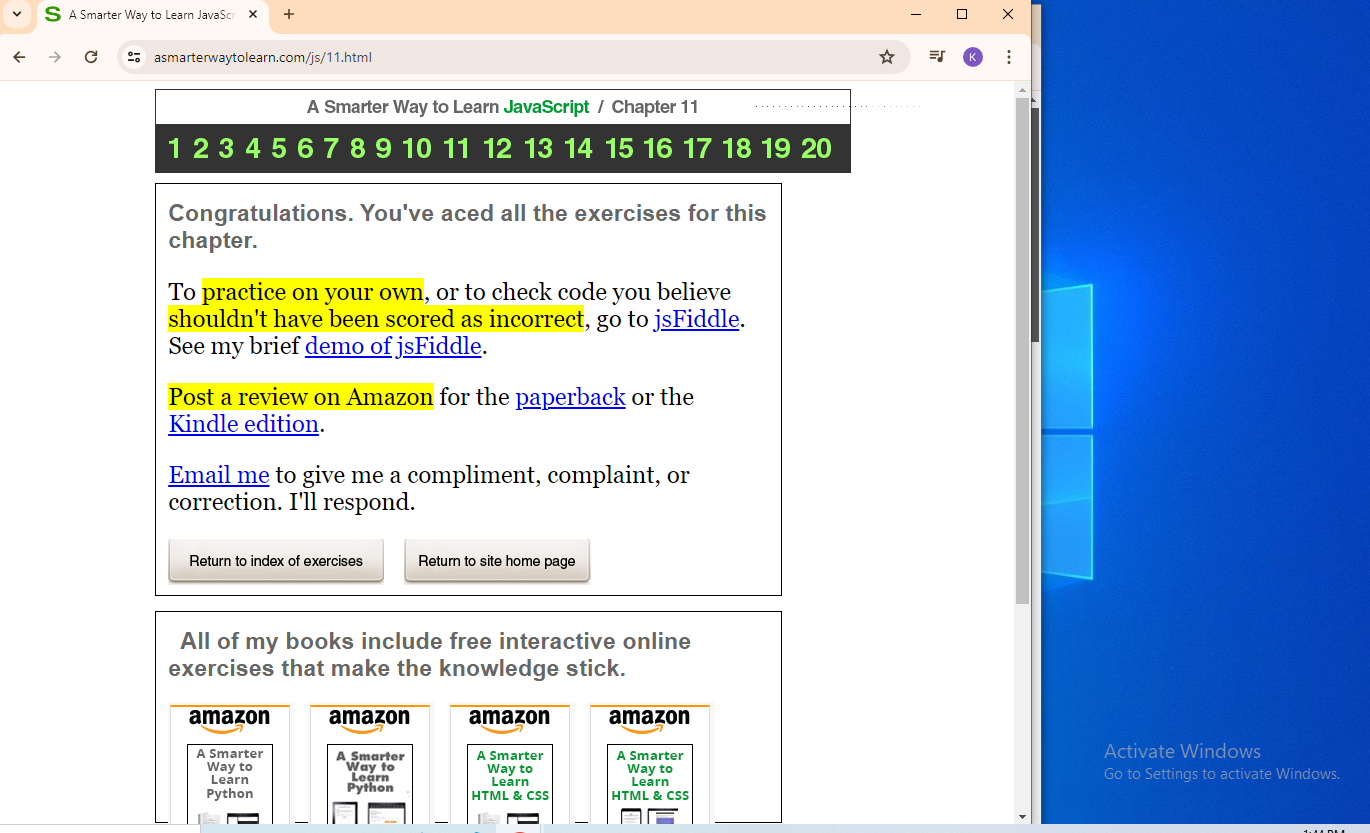 A Smarter Way to Learn JavaScr
asmarterwaytolearn.com/js/11.html
K
A Smarter Way to Learn JavaScript / Chapter 11
1 2 3 4 5 6 7 8 9 10 11 12 13 14 15 16 17 18 19 20
Congratulations. You've aced all the exercises for this
chapter.
To practice on your own, or to check code you believe
shouldn't have been scored as incorrect, go to jsFiddle.
See my brief demo of jsFiddle.
Post a review on Amazon for the paperback or the
Kindle edition.
Email me to give me a compliment, complaint, or
correction. I'll respond.
Return to index of exercises Return to site home page
All of my books include free interactive online
exercises that make the knowledge stick.
amazon amazon amazon amazon
A Smarter
Way to
Learn
Python
A Smarter
Way to
Learn
Python
A Smarter
Way to
Learn
HTML & CSS
A Smarter
Way to
Learn
HTML & CSS
Activate Windows
Go to Settings to activate Windows.